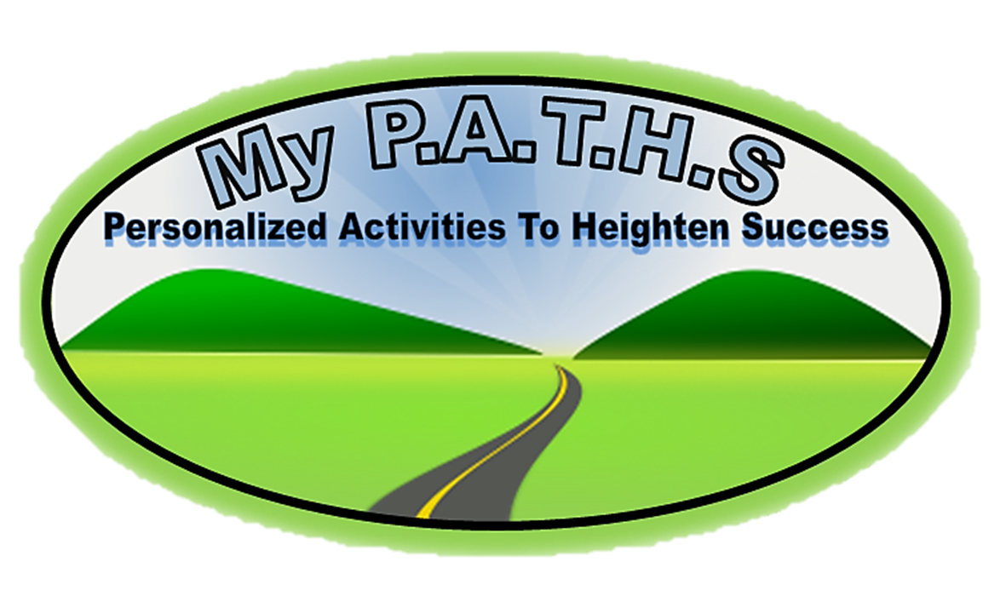 My P.A.T.H.S
Personalized Activities To Heighten Success